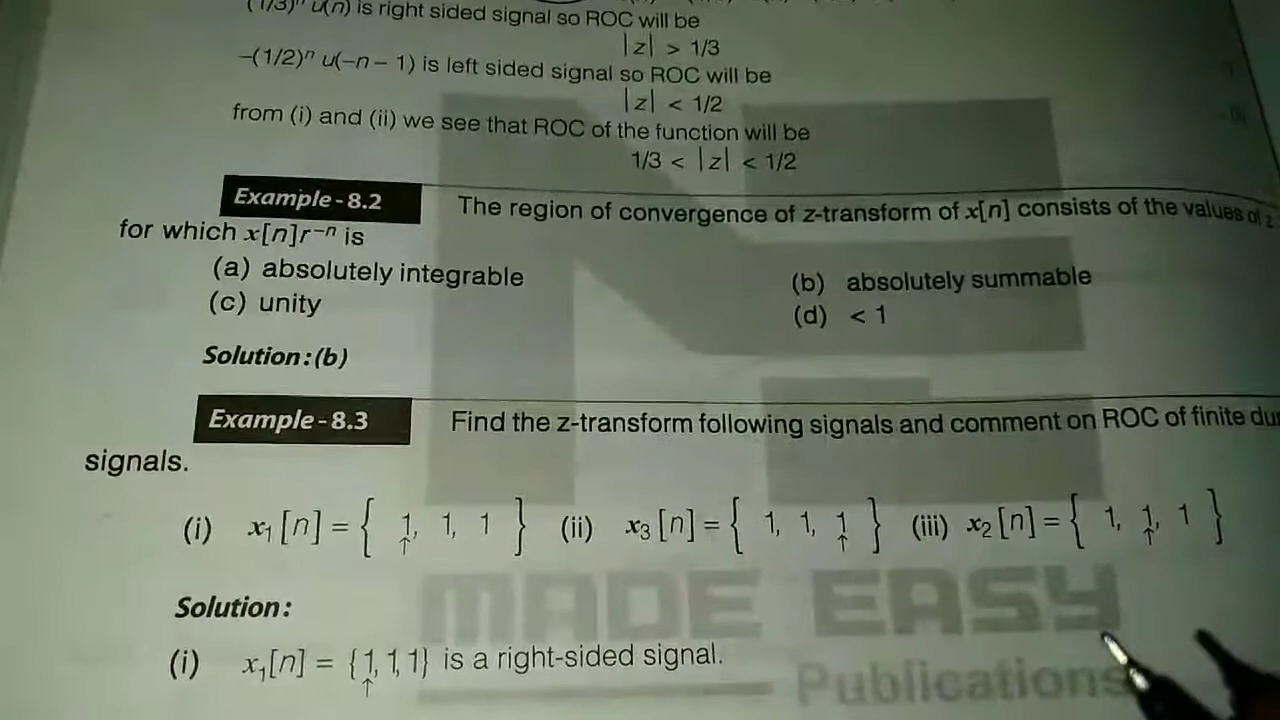 (1/3)ⁿ u(n) is right sided signal so ROC will be
|z| > 1/3
–(1/2)ⁿ u(–n – 1) is left sided signal so ROC will be
|z| < 1/2
from (i) and (ii) we see that ROC of the function will be
1/3 < |z| < 1/2
Example - 8.2 The region of convergence of z-transform of x[n] consists of the values of z
for which x[n]r⁻ⁿ is
(a) absolutely integrable (b) absolutely summable
(c) unity (d) < 1
Solution: (b)
Example - 8.3 Find the z-transform following signals and comment on ROC of finite
signals.
(i) x₁[n] = { 1, 1, 1 } (ii) x₃[n] = { 1, 1, 1 } (iii) x₂[n] = { 1, 1, 1 }
↑ ↑ ↑
Solution:
(i) x₁[n] = {1, 1, 1} is a right-sided signal.
↑
MADE EASY
Publications